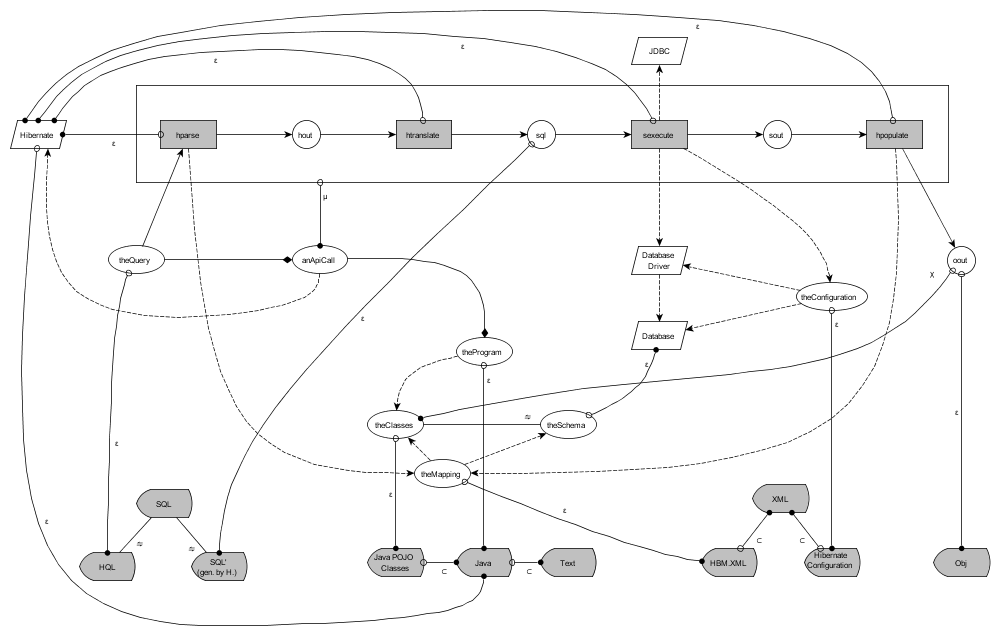 ε
ε
JDBC
ε
Hibernate
hparse
hout
htranslate
sql
sexecute
sout
hpopulate
ε
μ
theQuery
anApiCall
Database
Driver
oout
χ
theConfiguration
ε
ε
Database
theProgram
ε
ε
ε
ε
theClasses
≈
theSchema
ε
theMapping
ε
ε
SQL
XML
ε
≈
≈
⊂
⊂
HQL
SQL'
(gen. by H.)
Java POJO
Classes
⊂
Java
⊂
Text
HBM.XML
Hibernate
Configuration
Obj